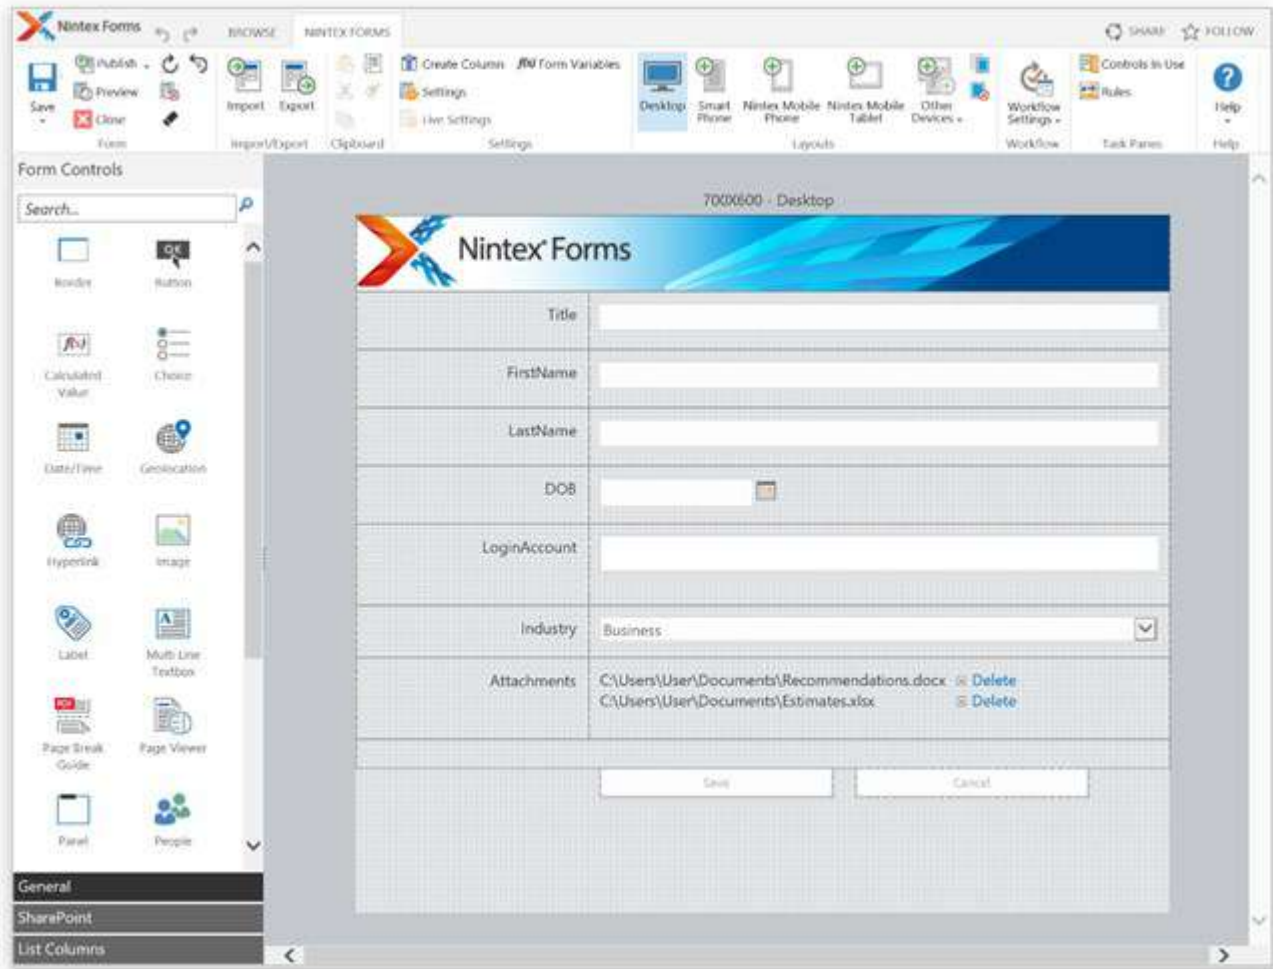 Nintex Forms
BROWSE
NINTEX FORMS
SHARE
FOLLOW
Save
Publish
Preview
Close
Import
Export
Create Column
Form Variables
Settings
Live Settings
Desktop
Smart Phone
Nintex Mobile Phone
Nintex Mobile Tablet
Other Devices
Workflow Settings
Controls In Use
Rules
Help
Form
Import/Export
Clipboard
Settings
Layouts
Workflow
Task Panes
Help
Form Controls
Search...
OK
Border
Button
Calculated Value
Choice
Date/Time
Geolocation
Hyperlink
Image
Label
Multi Line Textbox
Page Break Guide
Page Viewer
Panel
People
General
SharePoint
List Columns
700X600 - Desktop
Nintex Forms
Title
FirstName
LastName
DOB
LoginAccount
Industry
Business
Attachments
C:\Users\User\Documents\Recommendations.docx Delete
C:\Users\User\Documents\Estimates.xlsx Delete
Save
Cancel